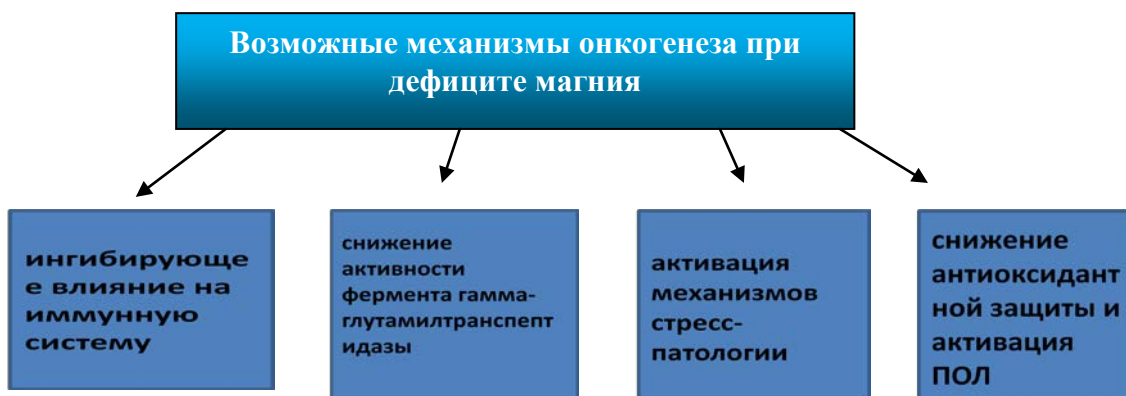 Возможные механизмы онкогенеза при
дефиците магния
ингибирующе
е влияние на
иммунную
систему
снижение
активности
фермента гамма-
глутамилтранспепт
идазы
активация
механизмов
стресс-
патологии
снижение
антиоксидант
ной защиты и
активация
ПОЛ